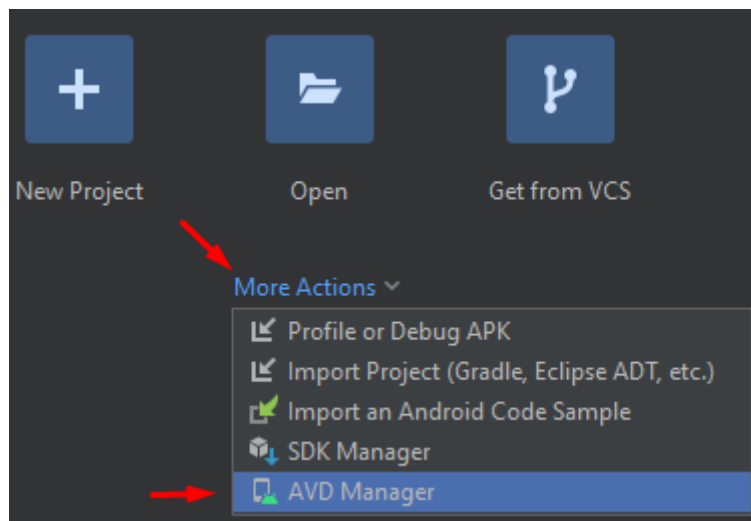 New Project
Open
Get from VCS
More Actions
Profile or Debug APK
Import Project (Gradle, Eclipse ADT, etc.)
Import an Android Code Sample
SDK Manager
AVD Manager